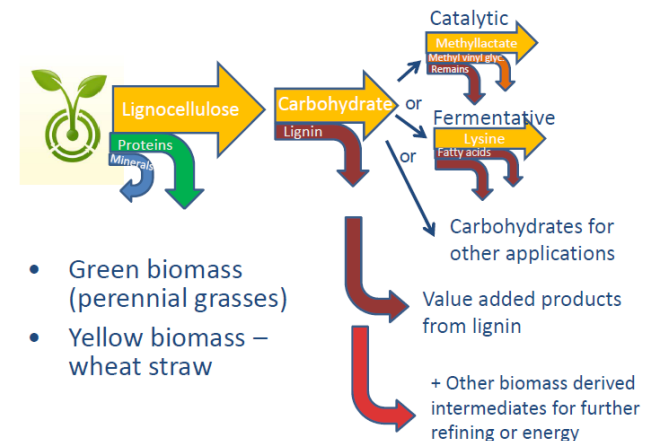 Catalytic
Methyllactate
Methyl vinyl glyc.
Remains
Lignocellulose
Carbohydrate
or
Proteins
Lignin
Fermentative
Minerals
Lysine
or
Fatty acids
Carbohydrates for
other applications
• Green biomass
(perennial grasses)
• Yellow biomass –
wheat straw
Value added products
from lignin
+ Other biomass derived
intermediates for further
refining or energy